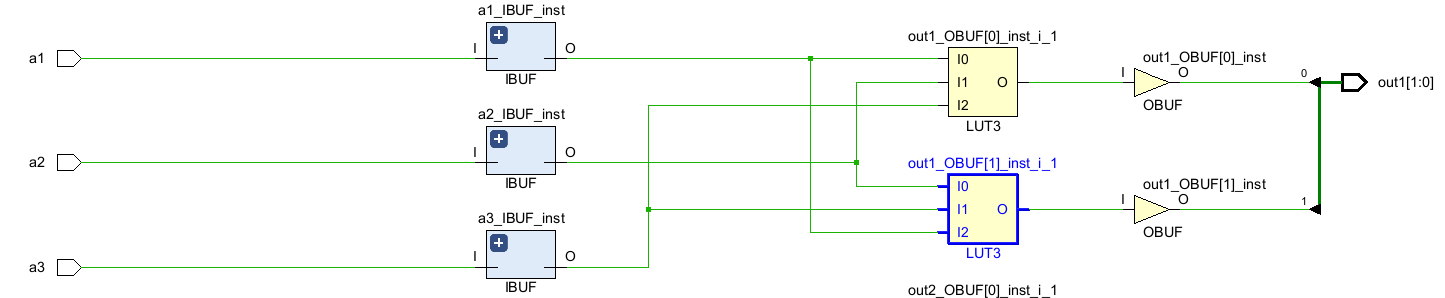 a1_IBUF_inst
a1
I
O
IBUF
out1_OBUF[0]_inst_i_1
I0
I1
I2
O
LUT3
out1_OBUF[0]_inst
I
O
OBUF
0
out1[1:0]
a2_IBUF_inst
a2
I
O
IBUF
out1_OBUF[1]_inst_i_1
I0
I1
I2
O
LUT3
out1_OBUF[1]_inst
I
O
OBUF
1
a3_IBUF_inst
a3
I
O
IBUF
out2_OBUF[0]_inst_i_1